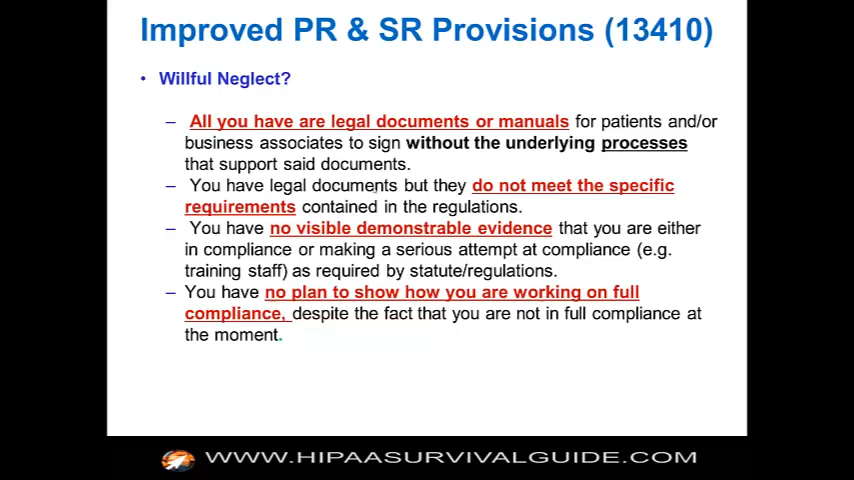 Improved PR & SR Provisions (13410)
• Willful Neglect?
– All you have are legal documents or manuals for patients and/or
business associates to sign without the underlying processes
that support said documents.
– You have legal documents but they do not meet the specific
requirements contained in the regulations.
– You have no visible demonstrable evidence that you are either
in compliance or making a serious attempt at compliance (e.g.
training staff) as required by statute/regulations.
– You have no plan to show how you are working on full
compliance, despite the fact that you are not in full compliance at
the moment.
WWW.HIPAASURVIVALGUIDE.COM